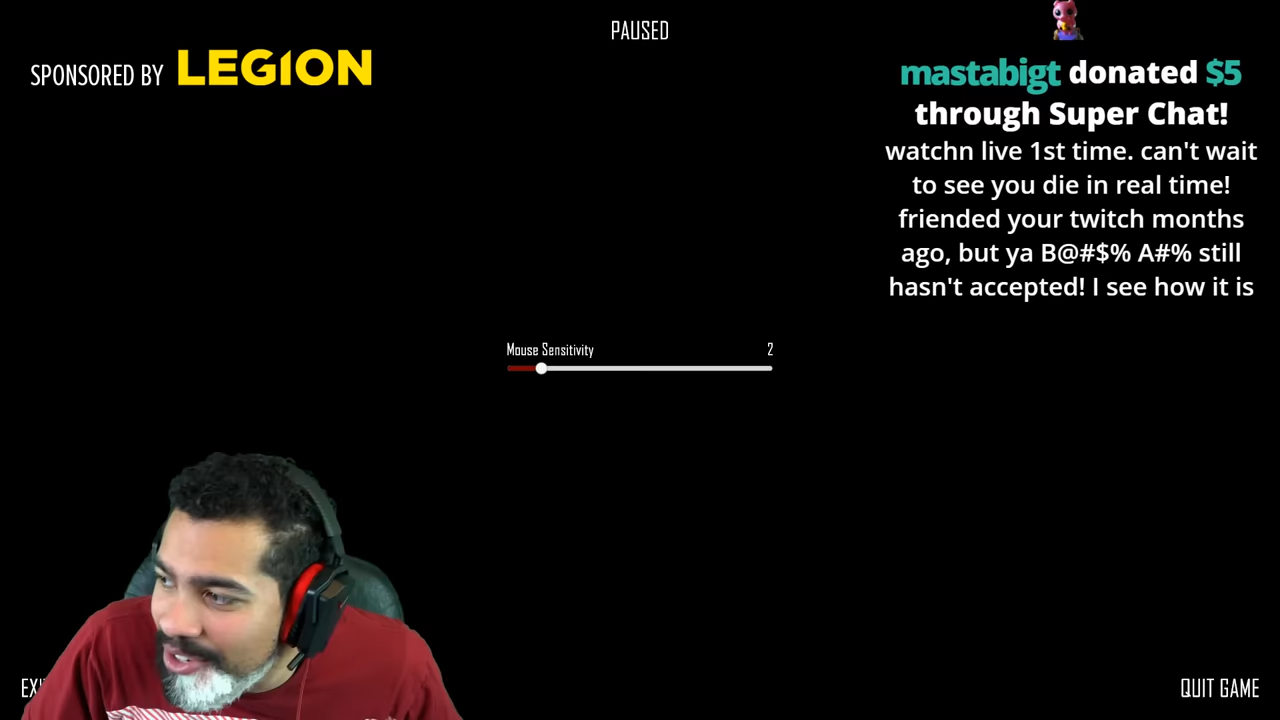 PAUSED
SPONSORED BY LEGION
mastabigt donated $5
through Super Chat!
watchn live 1st time. can't wait
to see you die in real time!
friended your twitch months
ago, but ya B@#$% A#% still
hasn't accepted! I see how it is
Mouse Sensitivity 2
QUIT GAME